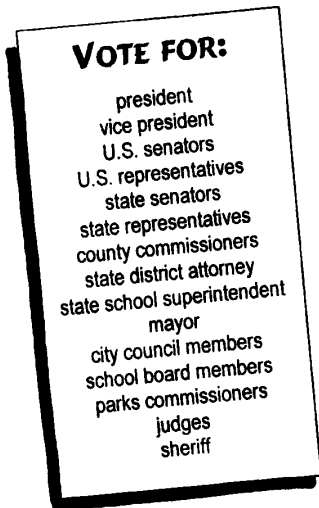 VOTE FOR:
president
vice president
U.S. senators
U.S. representatives
state senators
state representatives
county commissioners
state district attorney
state school superintendent
mayor
city council members
school board members
parks commissioners
judges
sheriff